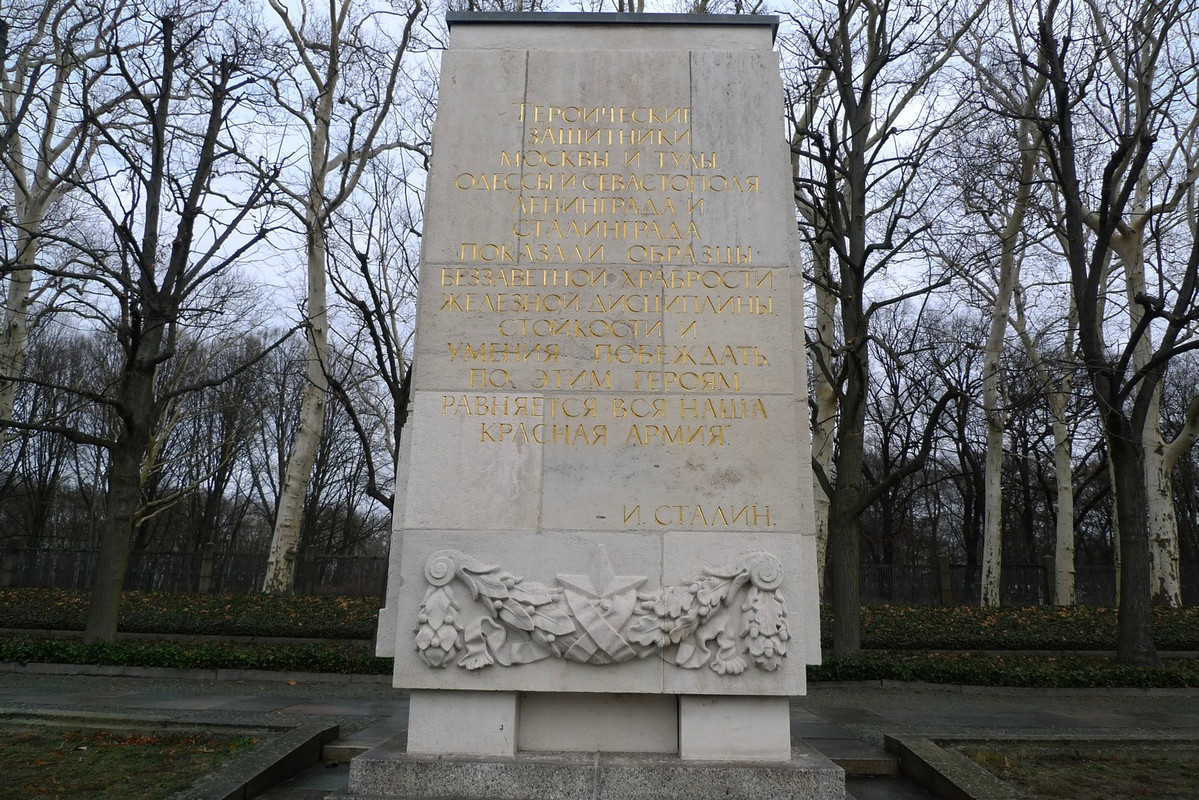 ГЕРОИЧЕСКИЕ
ЗАЩИТНИКИ
МОСКВЫ И ТУЛЫ,
ОДЕССЫ И СЕВАСТОПОЛЯ,
ЛЕНИНГРАДА И
СТАЛИНГРАДА
ПОКАЗАЛИ ОБРАЗЦЫ
БЕЗЗАВЕТНОЙ ХРАБРОСТИ,
ЖЕЛЕЗНОЙ ДИСЦИПЛИНЫ,
СТОЙКОСТИ И
УМЕНИЯ ПОБЕЖДАТЬ.
ПО ЭТИМ ГЕРОЯМ
РАВНЯЕТСЯ ВСЯ НАША
КРАСНАЯ АРМИЯ".
И. СТАЛИН.